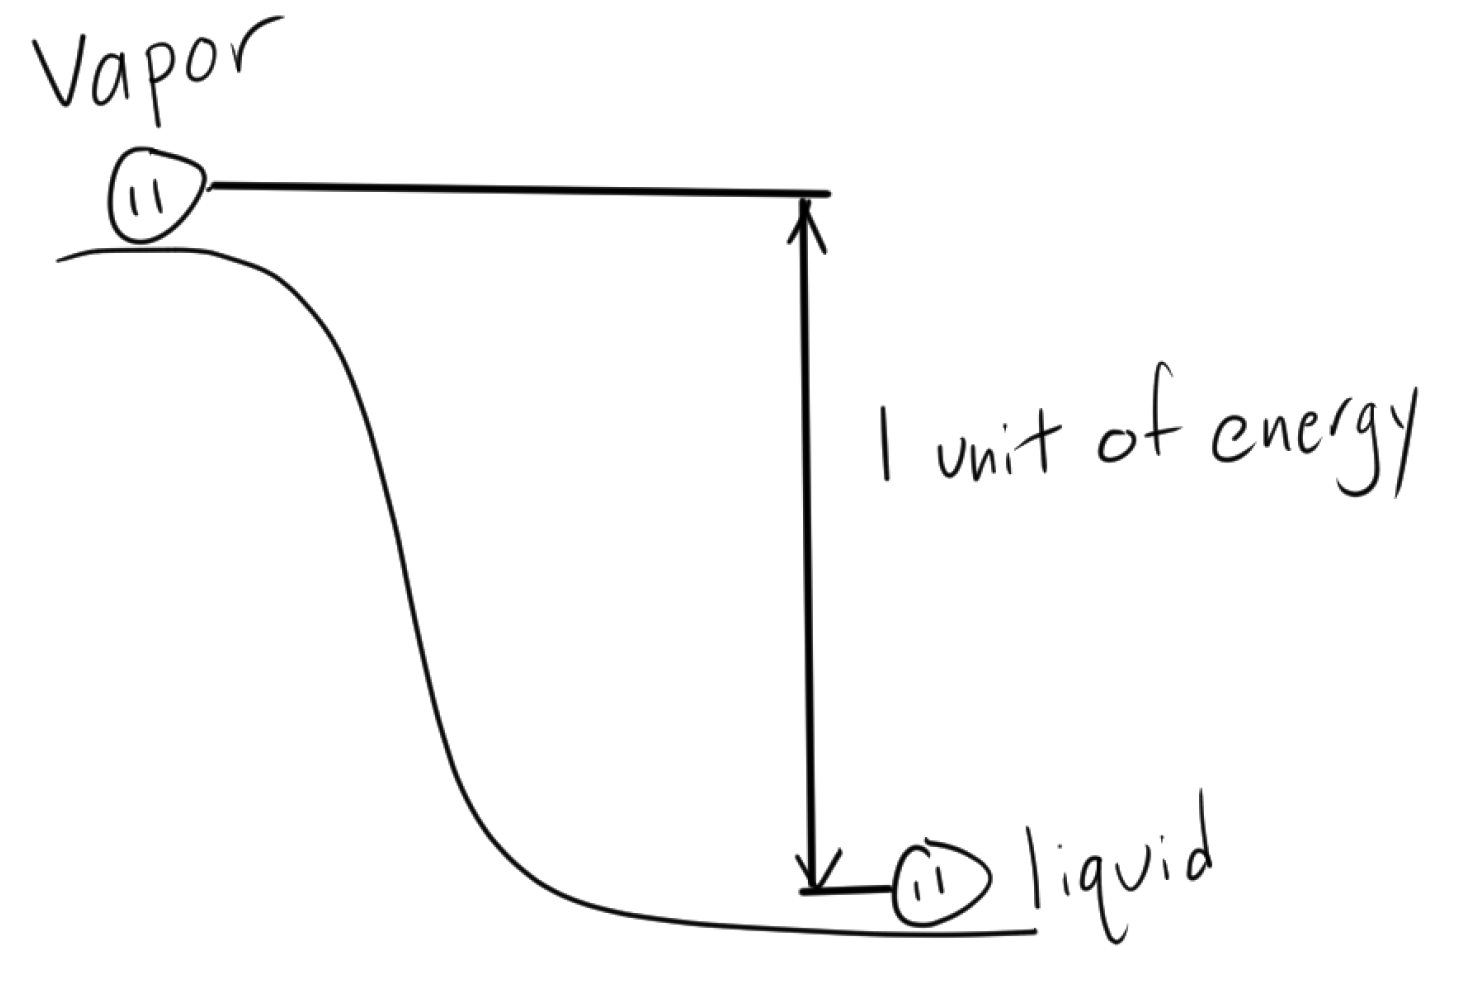 Vapor
1 unit of energy
liquid